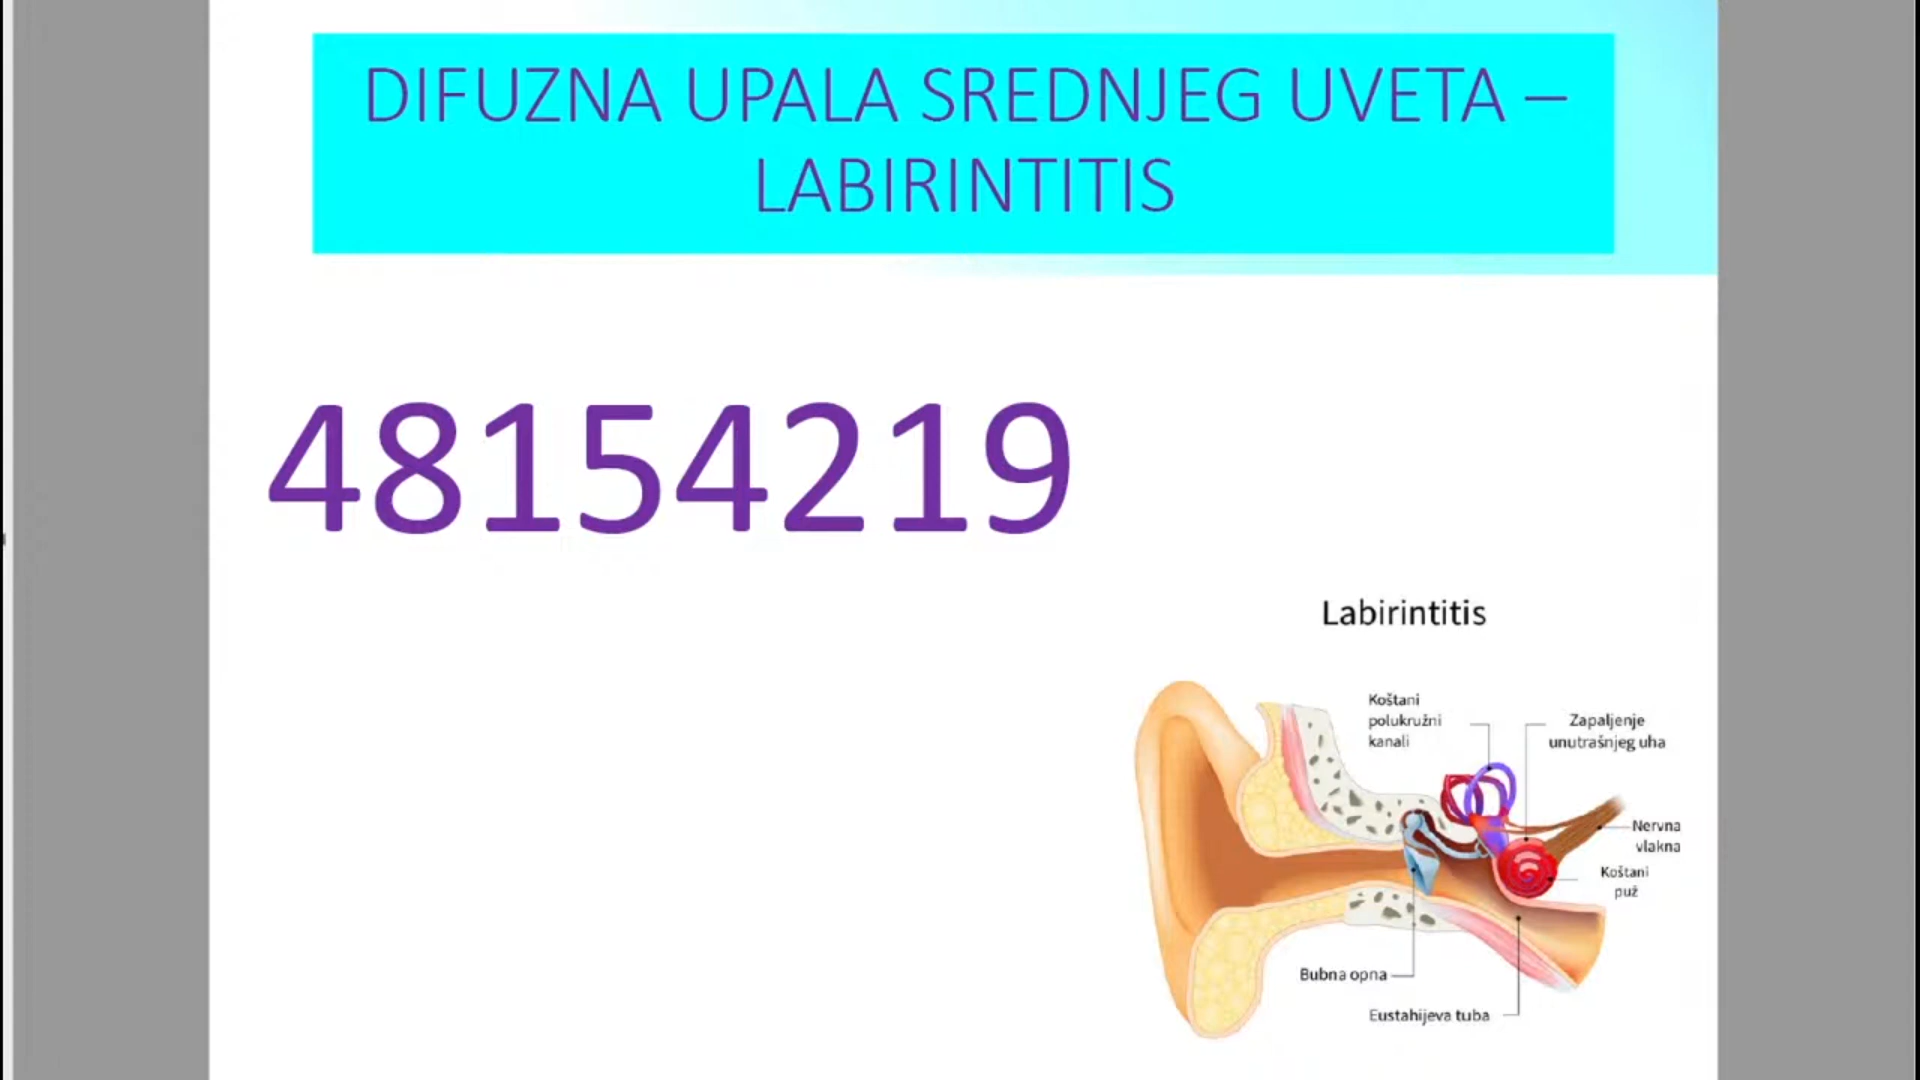 DIFUZNA UPALA SREDNJEG UVETA –
LABIRINTITIS
48154219
Labirintitis
Koštani
polukružni
kanali
Zapaljenje
unutrašnjeg uha
Nervna
vlakna
Koštani
puž
Bubna opna
Eustahijeva tuba